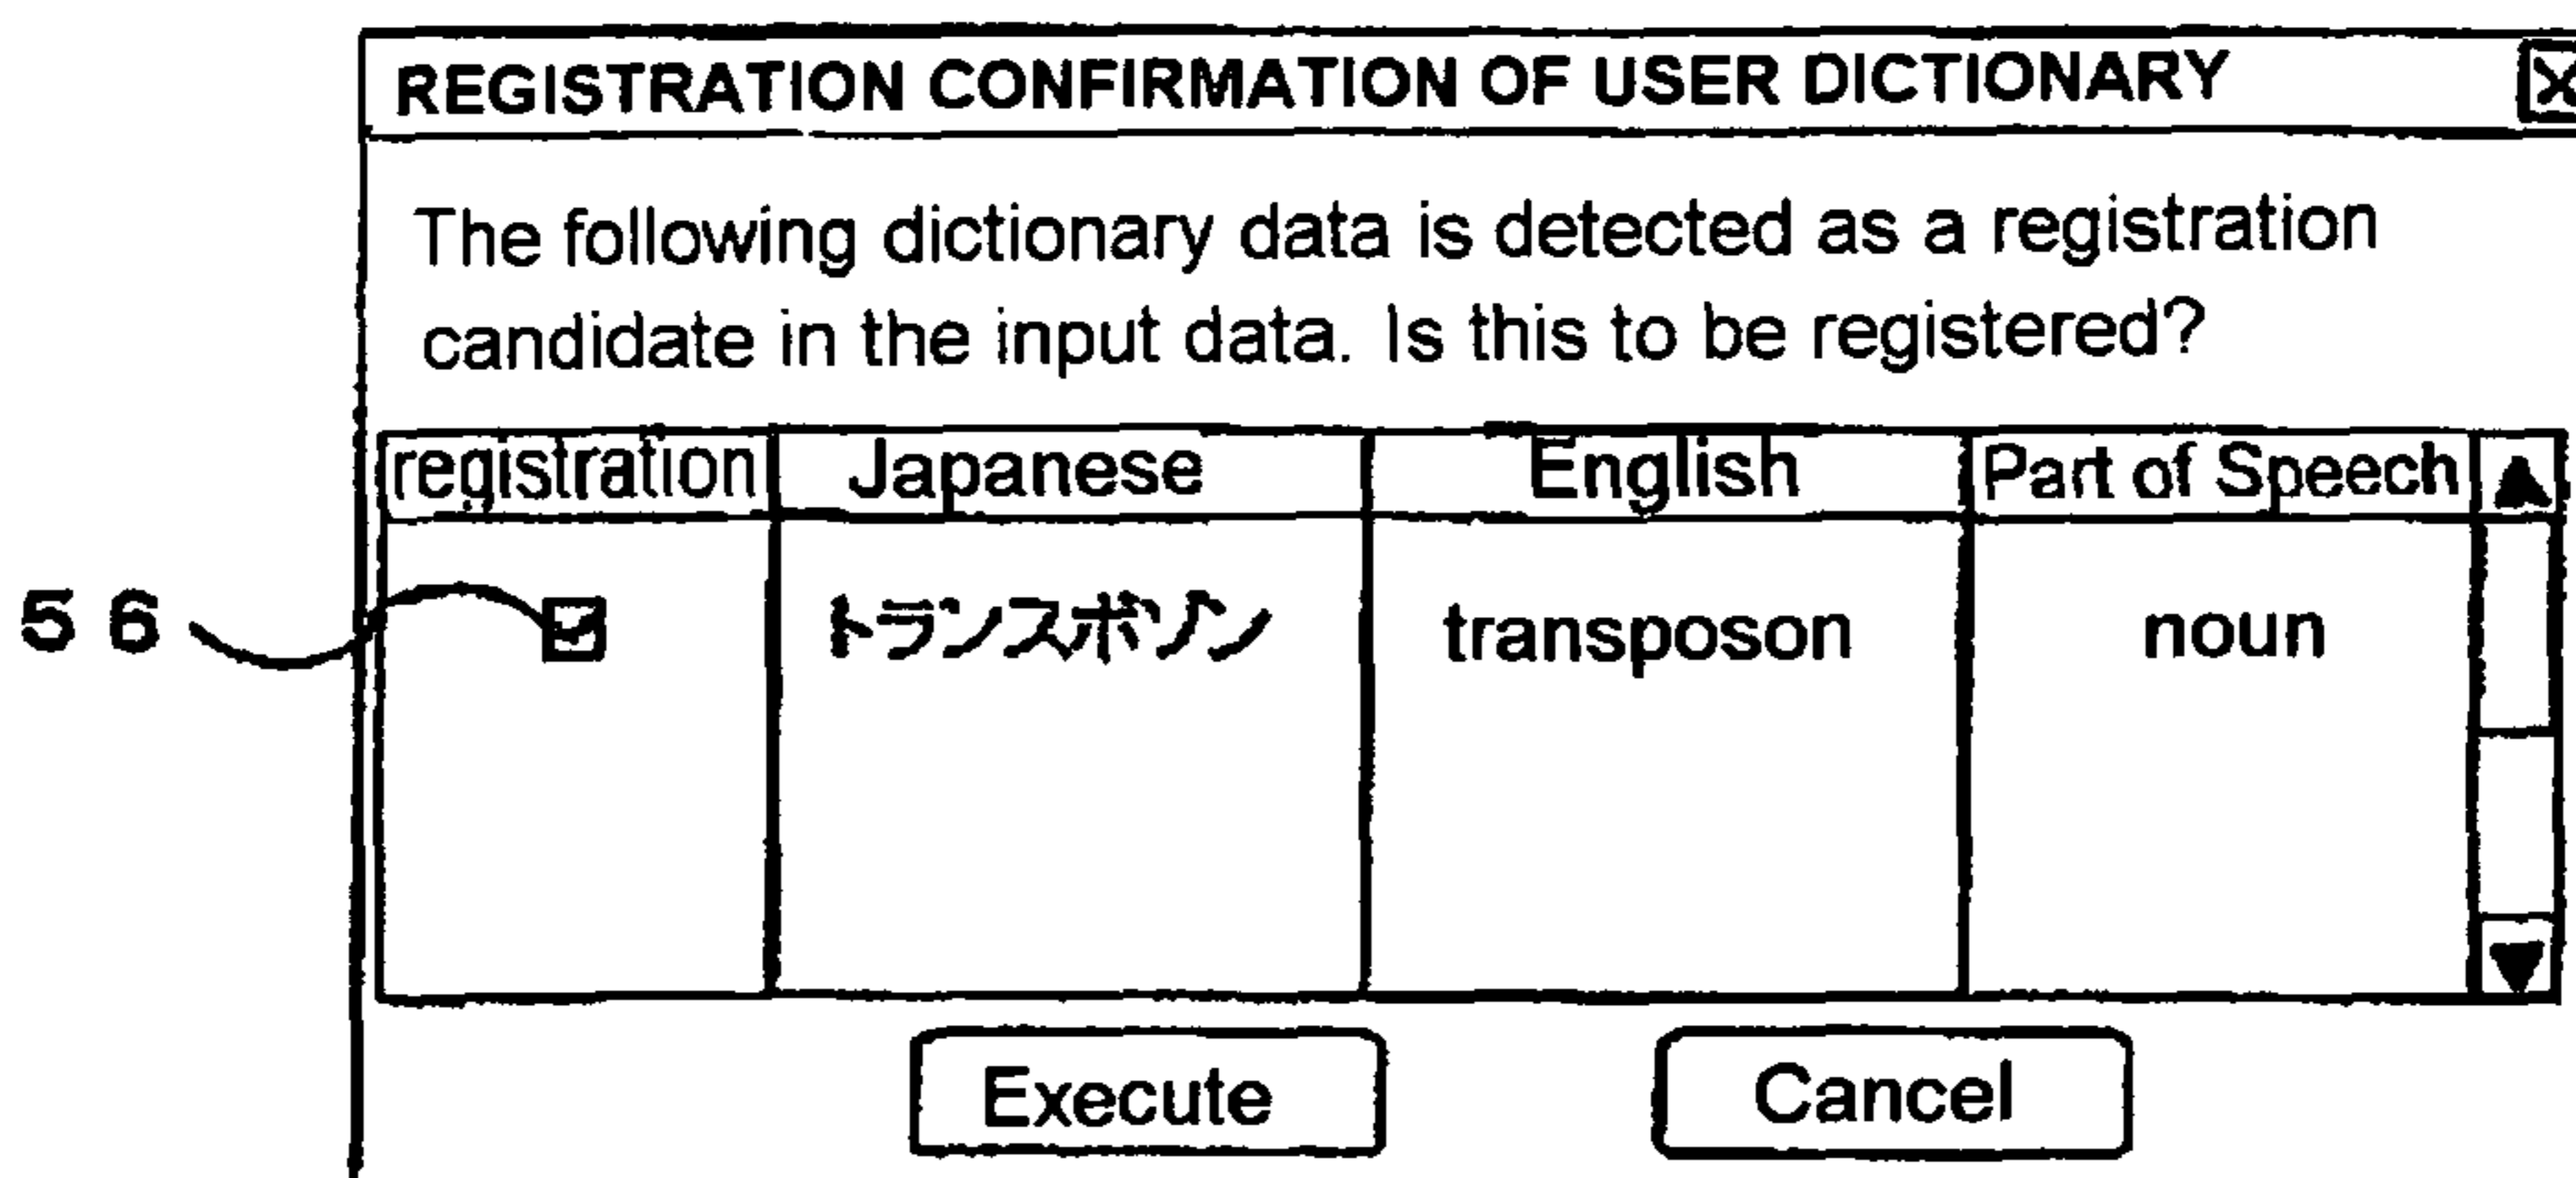 REGISTRATION CONFIRMATION OF USER DICTIONARY
The following dictionary data is detected as a registration
candidate in the input data. Is this to be registered?
registration Japanese English Part of Speech
56 トランスポゾン transposon noun
Execute Cancel